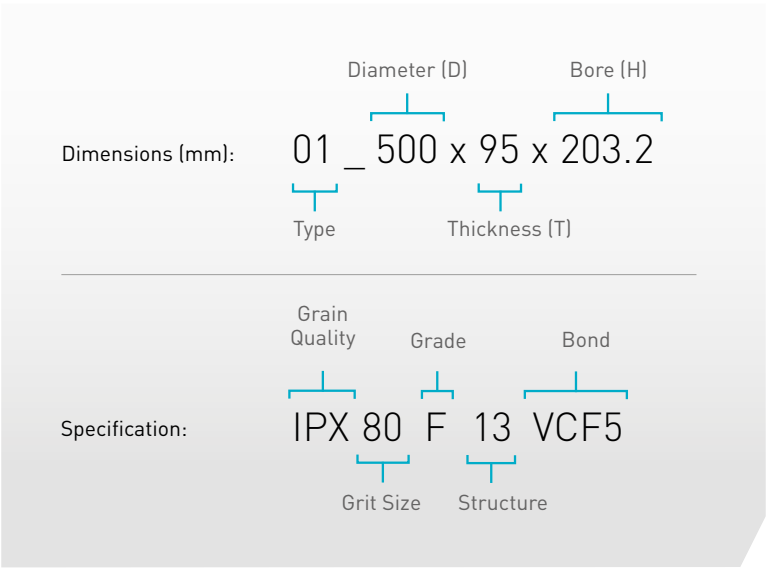 Diameter (D) Bore (H)
Dimensions (mm): 01 _ 500 x 95 x 203.2
Type Thickness (T)
Grain
Quality Grade Bond
Specification: IPX 80 F 13 VCF5
Grit Size Structure